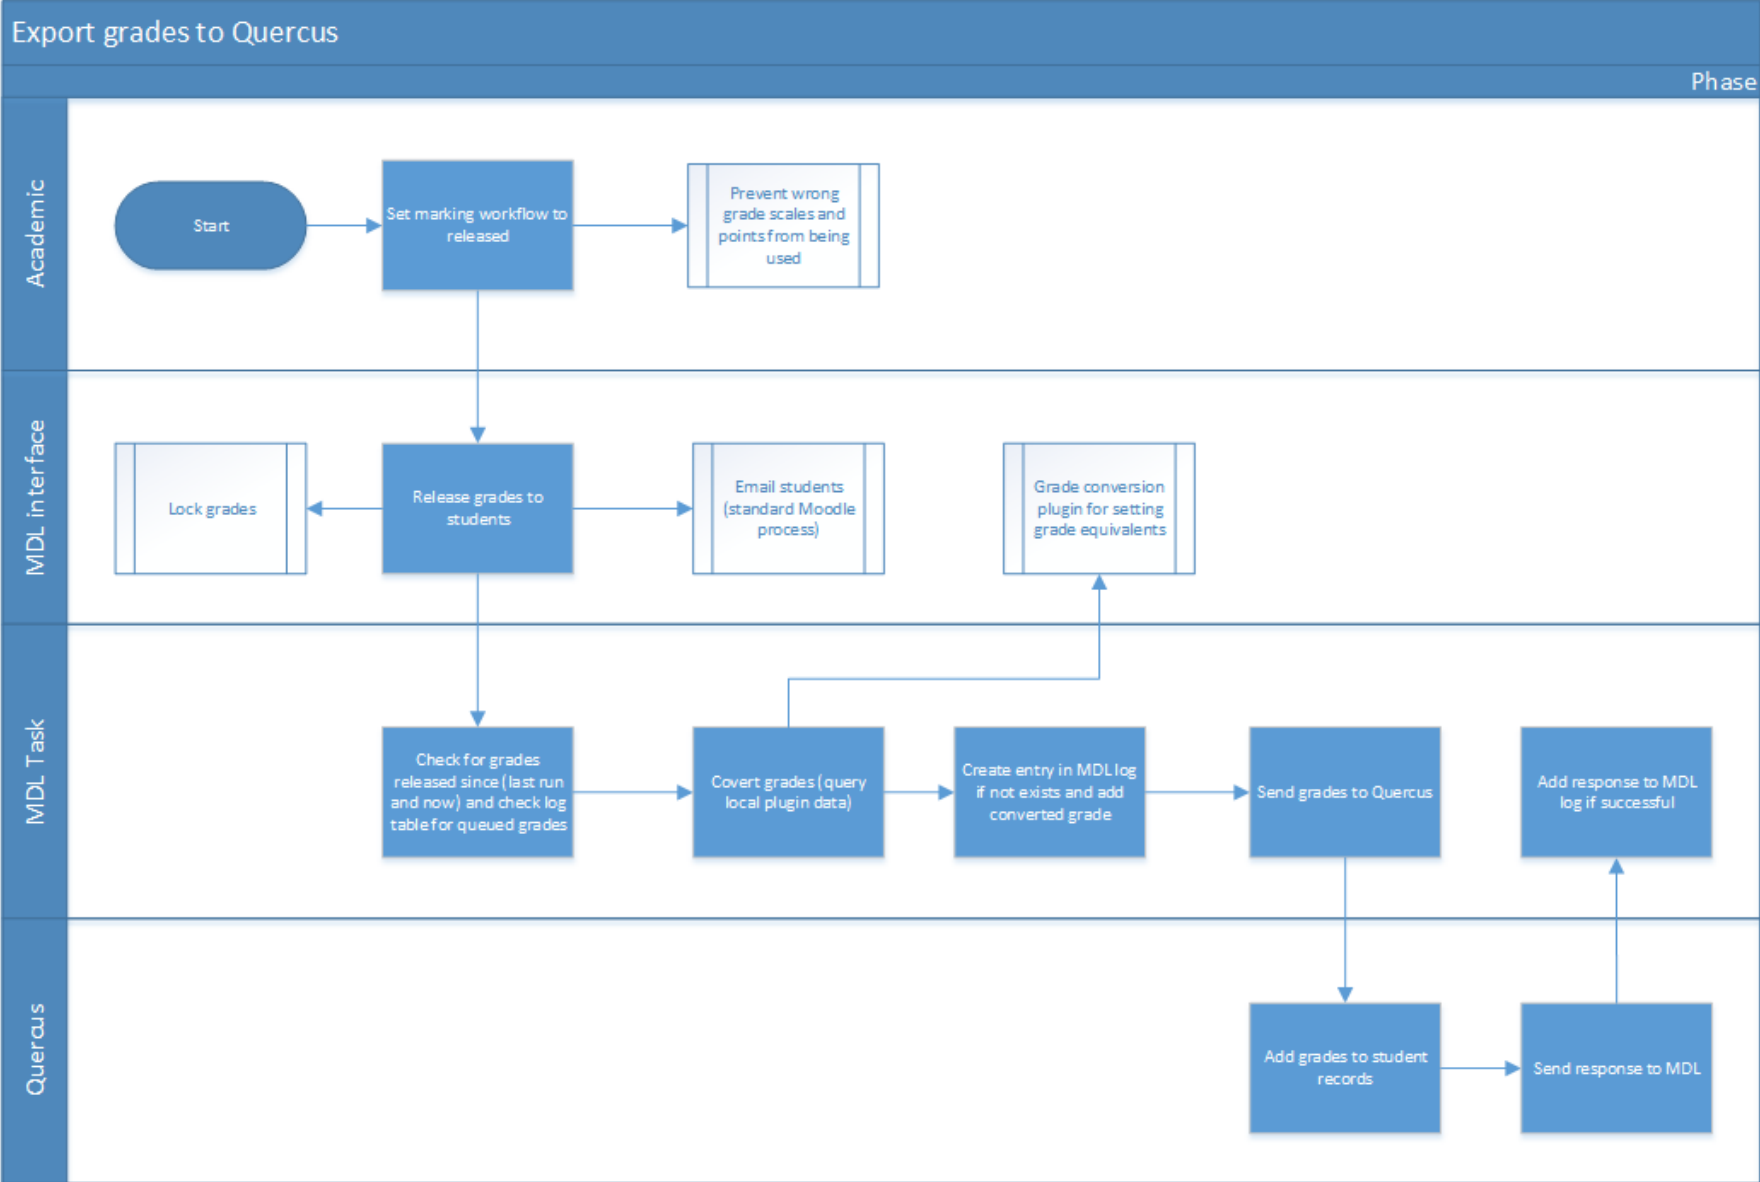 Export grades to Quercus
Phase
Academic
Start
Set marking workflow to
released
Prevent wrong
grade scales and
points from being
used
MDL interface
Lock grades
Release grades to
students
Email students
(standard Moodle
process)
Grade conversion
plugin for setting
grade equivalents
MDL Task
Check for grades
released since (last run
and now) and check log
table for queued grades
Covert grades (query
local plugin data)
Create entry in MDL log
if not exists and add
converted grade
Send grades to Quercus
Add response to MDL
log if successful
Quercus
Add grades to student
records
Send response to MDL